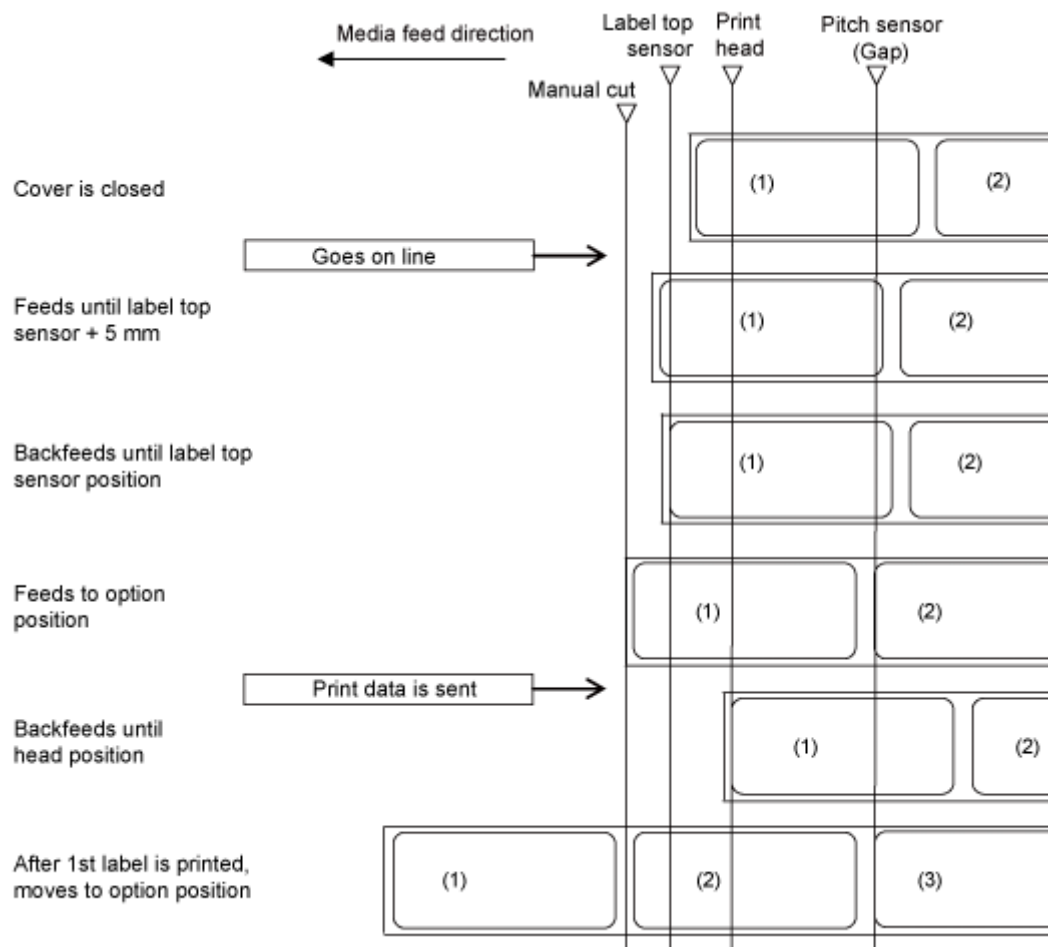 Media feed direction
Label top
sensor
Print
head
Pitch sensor
(Gap)
Manual cut
Cover is closed
(1)
(2)
Goes on line
Feeds until label top
sensor + 5 mm
(1)
(2)
Backfeeds until label top
sensor position
(1)
(2)
Feeds to option
position
(1)
(2)
Print data is sent
Backfeeds until
head position
(1)
(2)
After 1st label is printed,
moves to option position
(1)
(2)
(3)